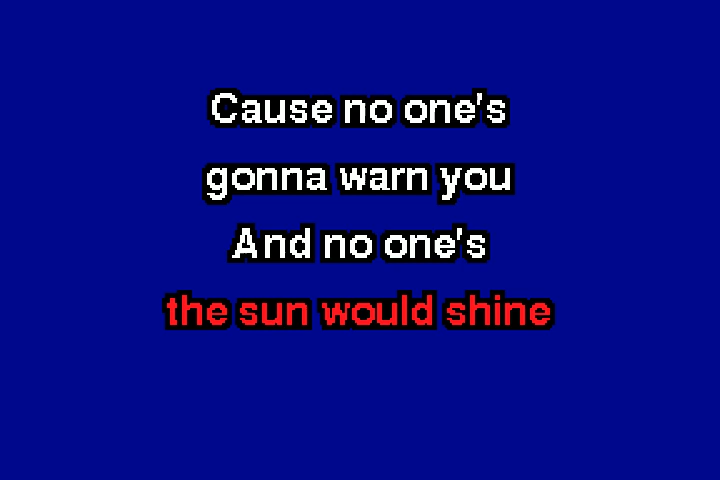 Cause no one's
gonna warn you
And no one's
the sun would shine